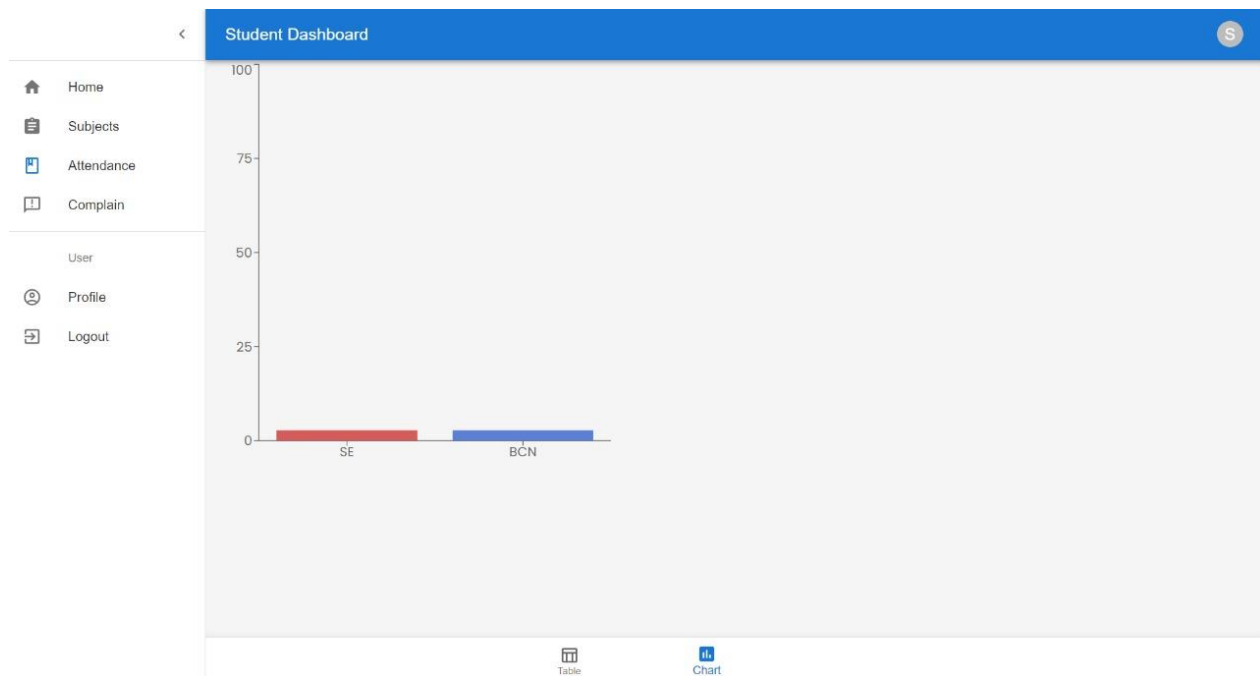 Student Dashboard
S
Home
Subjects
Attendance
Complain
User
Profile
Logout
100
75
50
25
0
SE BCN
Table Chart